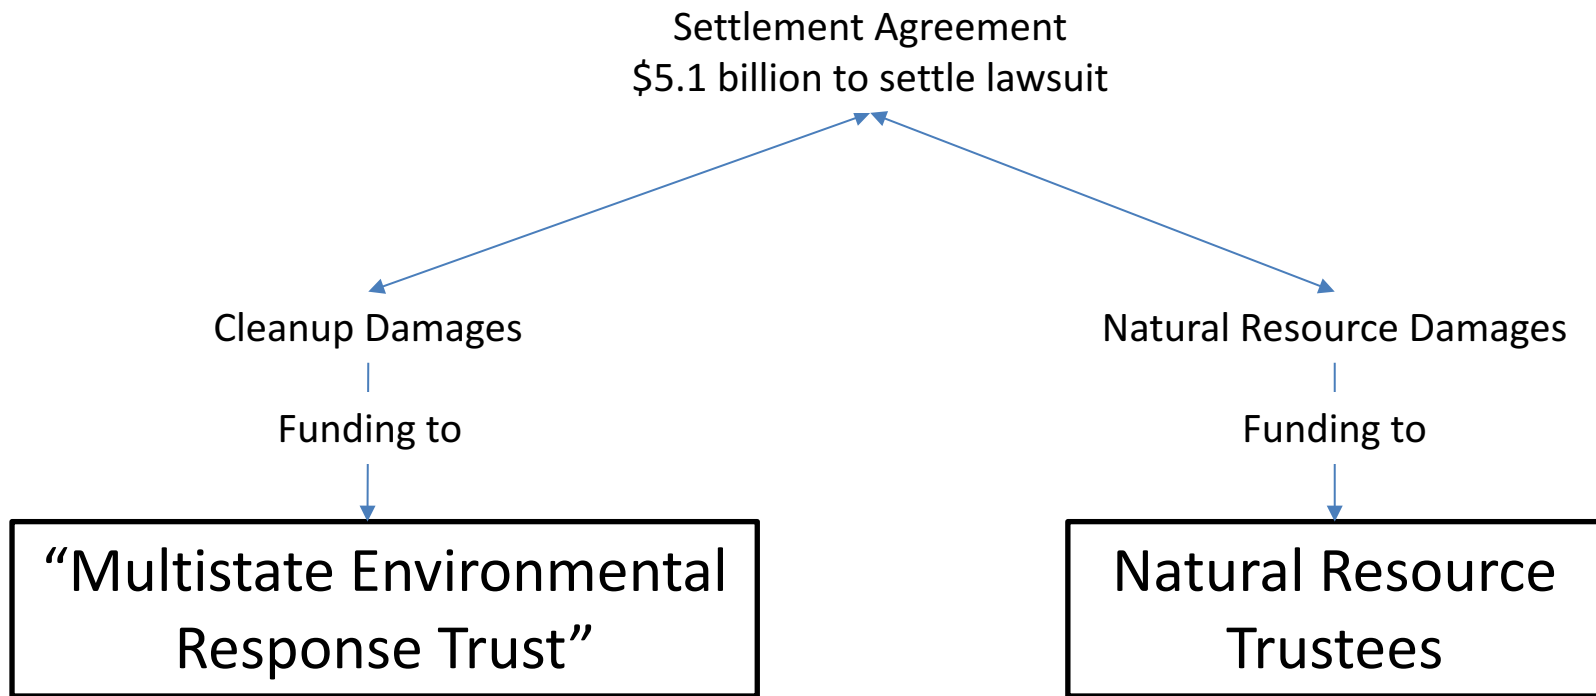 Settlement Agreement
$5.1 billion to settle lawsuit
Cleanup Damages
Natural Resource Damages
Funding to
Funding to
“Multistate Environmental
Response Trust”
Natural Resource
Trustees